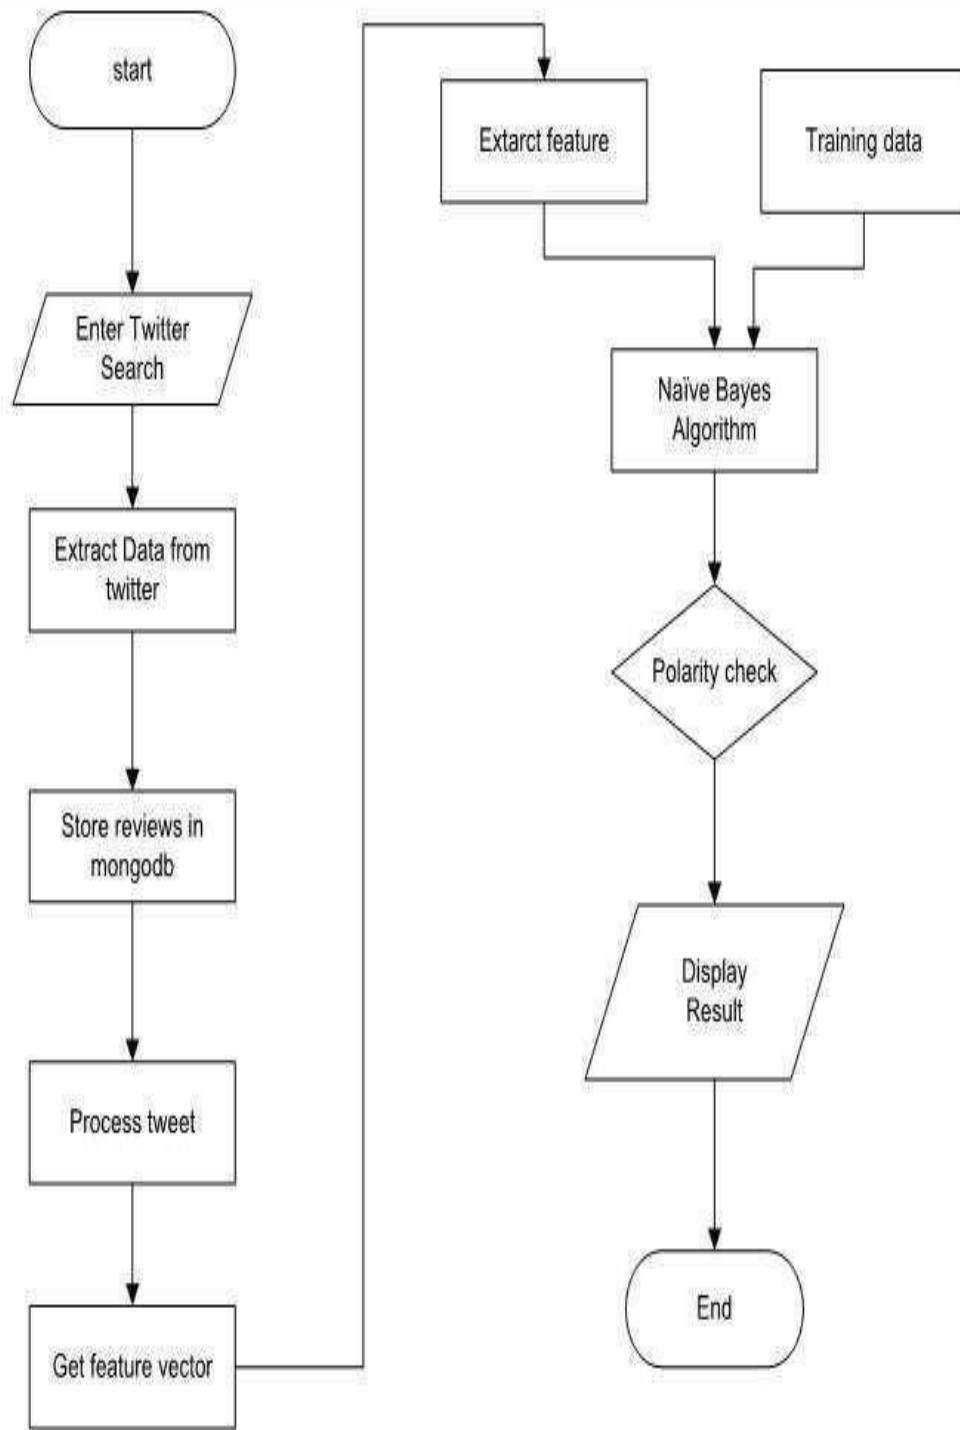 start
Enter Twitter
Search
Extract Data from
twitter
Store reviews in
mongodb
Process tweet
Get feature vector
Extarct feature
Training data
Naïve Bayes
Algorithm
Polarity check
Display
Result
End